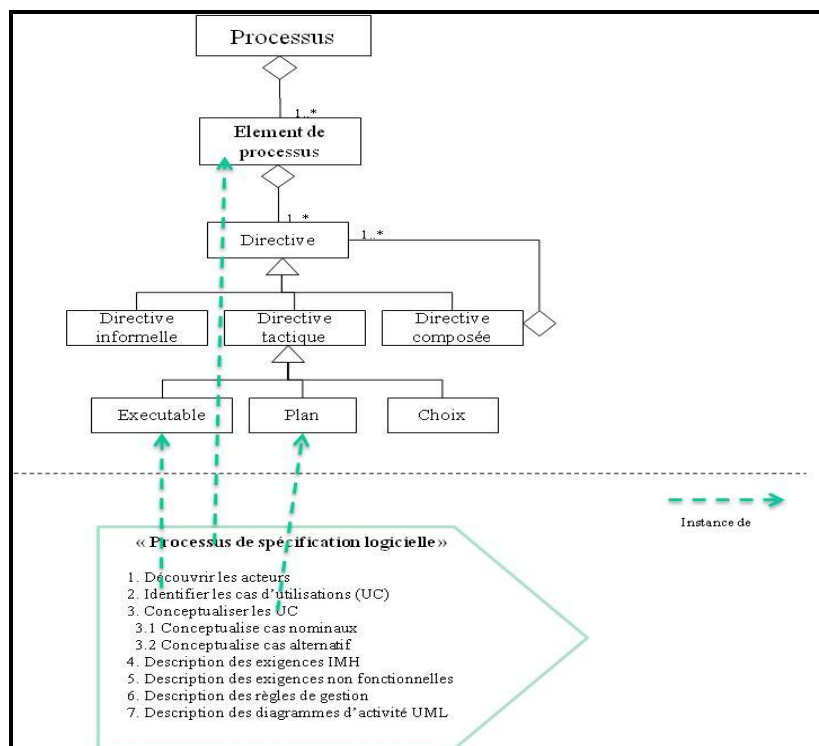 Processus
1..*
Element de
processus
1..*
Directive
1..*
Directive
informelle
Directive
tactique
Directive
composée
Executable
Plan
Choix
Instance de
« Processus de spécification logicielle»
1. Découvrir les acteurs
2. Identifier les cas d’utilisations (UC)
3. Conceptualiser les UC
3.1 Conceptualise cas nominaux
3.2 Conceptualise cas alternatif
4. Description des exigences IMH
5. Description des exigences non fonctionnelles
6. Description des règles de gestion
7. Description des diagrammes d’activité UML